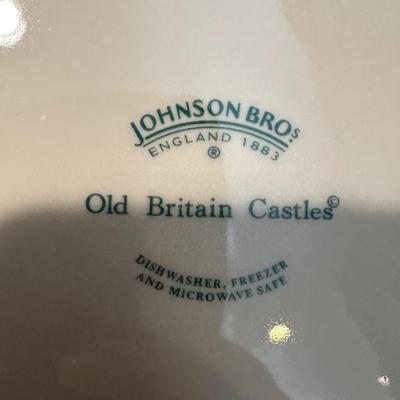 JOHNSON BROS
ENGLAND 1883
®
Old Britain Castles©
DISHWASHER, FREEZER
AND MICROWAVE SAFE